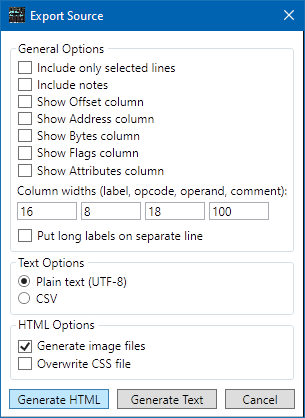 Export Source
General Options
Include only selected lines
Include notes
Show Offset column
Show Address column
Show Bytes column
Show Flags column
Show Attributes column
Column widths (label, opcode, operand, comment):
16 8 18 100
Put long labels on separate line
Text Options
Plain text (UTF-8)
CSV
HTML Options
Generate image files
Overwrite CSS file
Generate HTML Generate Text Cancel